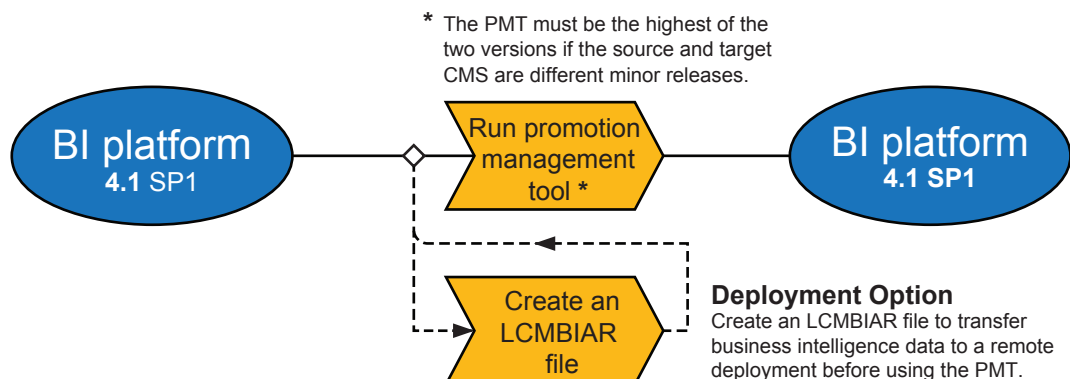 * The PMT must be the highest of the
two versions if the source and target
CMS are different minor releases.
BI platform
4.1 SP1
Run promotion
management
tool *
BI platform
4.1 SP1
Create an
LCMBIAR
file
Deployment Option
Create an LCMBIAR file to transfer
business intelligence data to a remote
deployment before using the PMT.